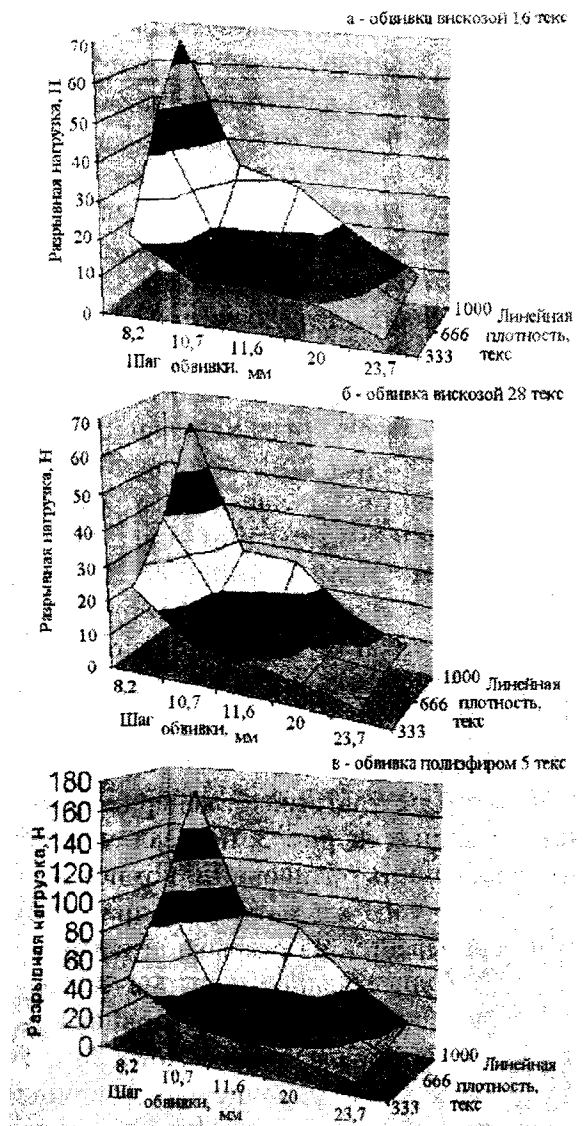 а - обвивка вискозой 16 текс
70
60
50
40
30
20
10
0
Разрывная нагрузка, Н
8,2
10,7
11,6
20
23,7
Шаг обвивки, мм
1000
666
333
Линейная
плотность,
текс
б - обвивка вискозой 28 текс
70
60
50
40
30
20
10
0
Разрывная нагрузка, Н
8,2
10,7
11,6
20
23,7
Шаг обвивки, мм
1000
666
333
Линейная
плотность,
текс
в - обвивка полиэфиром 5 текс
180
160
140
120
100
80
60
40
20
0
Разрывная нагрузка, Н
8,2
10,7
11,6
20
23,7
Шаг обвивки, мм
1000
666
333
Линейная
плотность,
текс